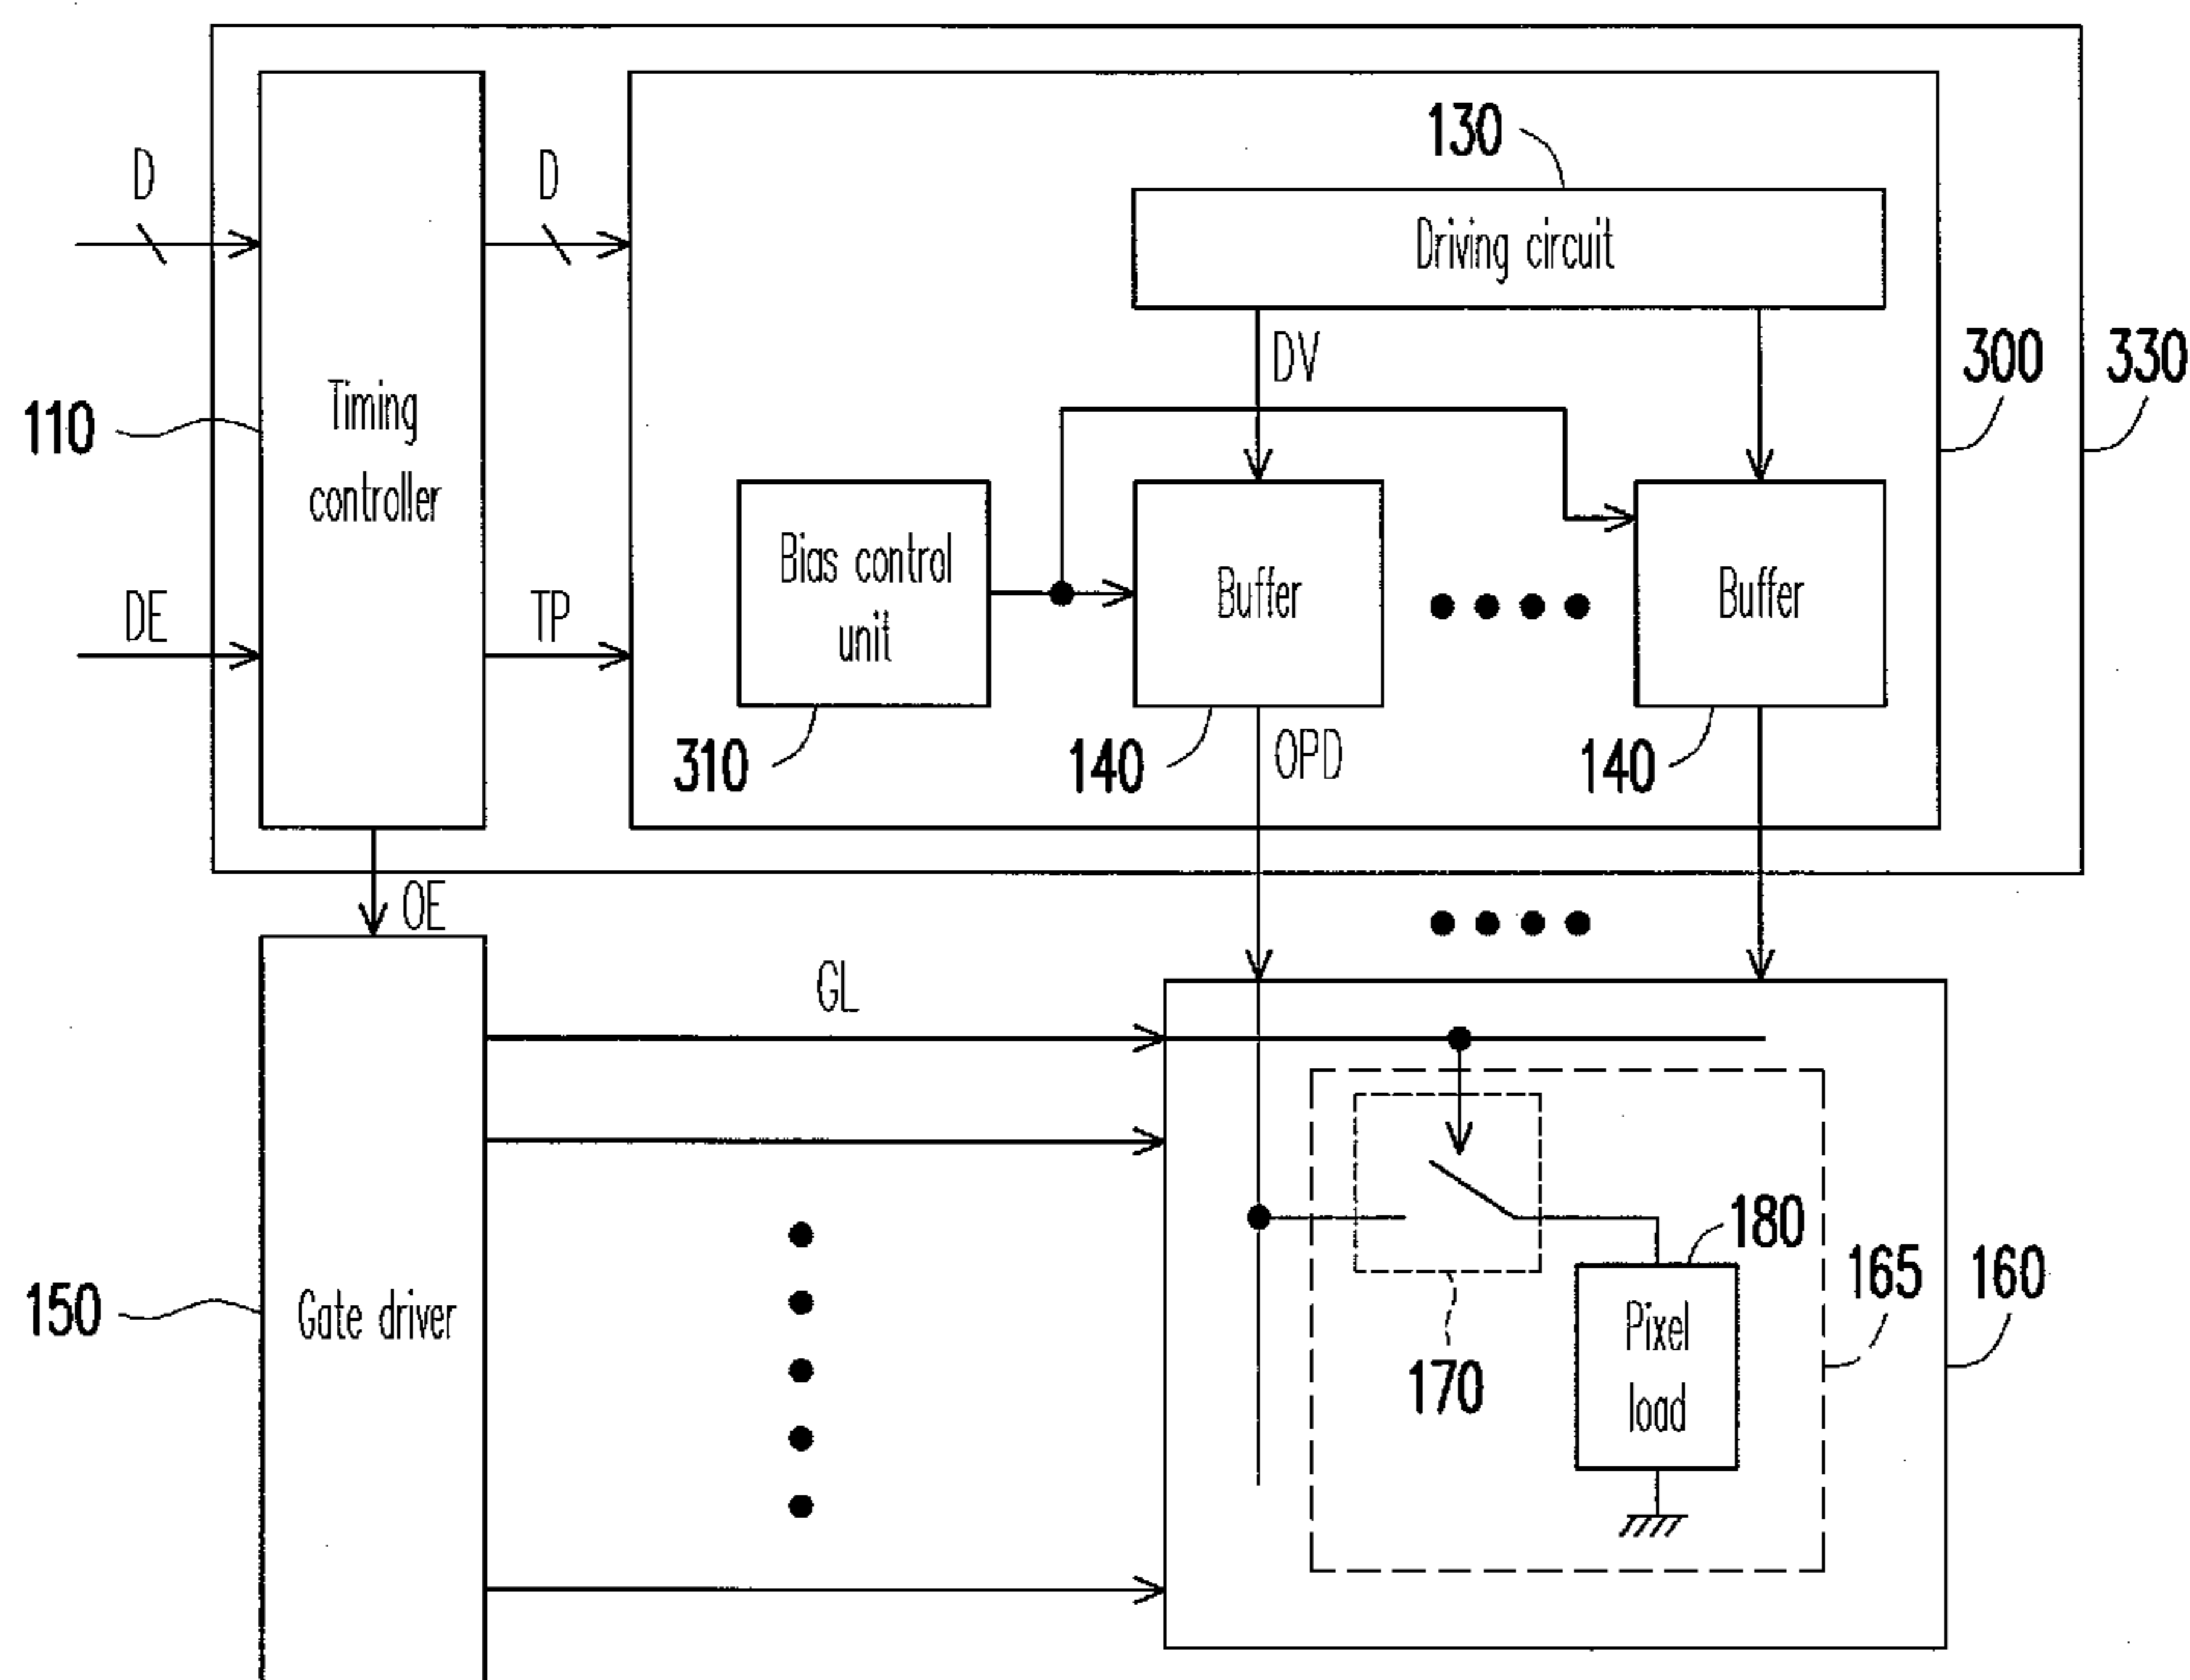 130
D
D
Driving circuit
DV
300
330
110
Timing
controller
Bias control
unit
Buffer
Buffer
DE
TP
310
140
OPD
140
OE
GL
180
165
160
150
Gate driver
Pixel
load
170